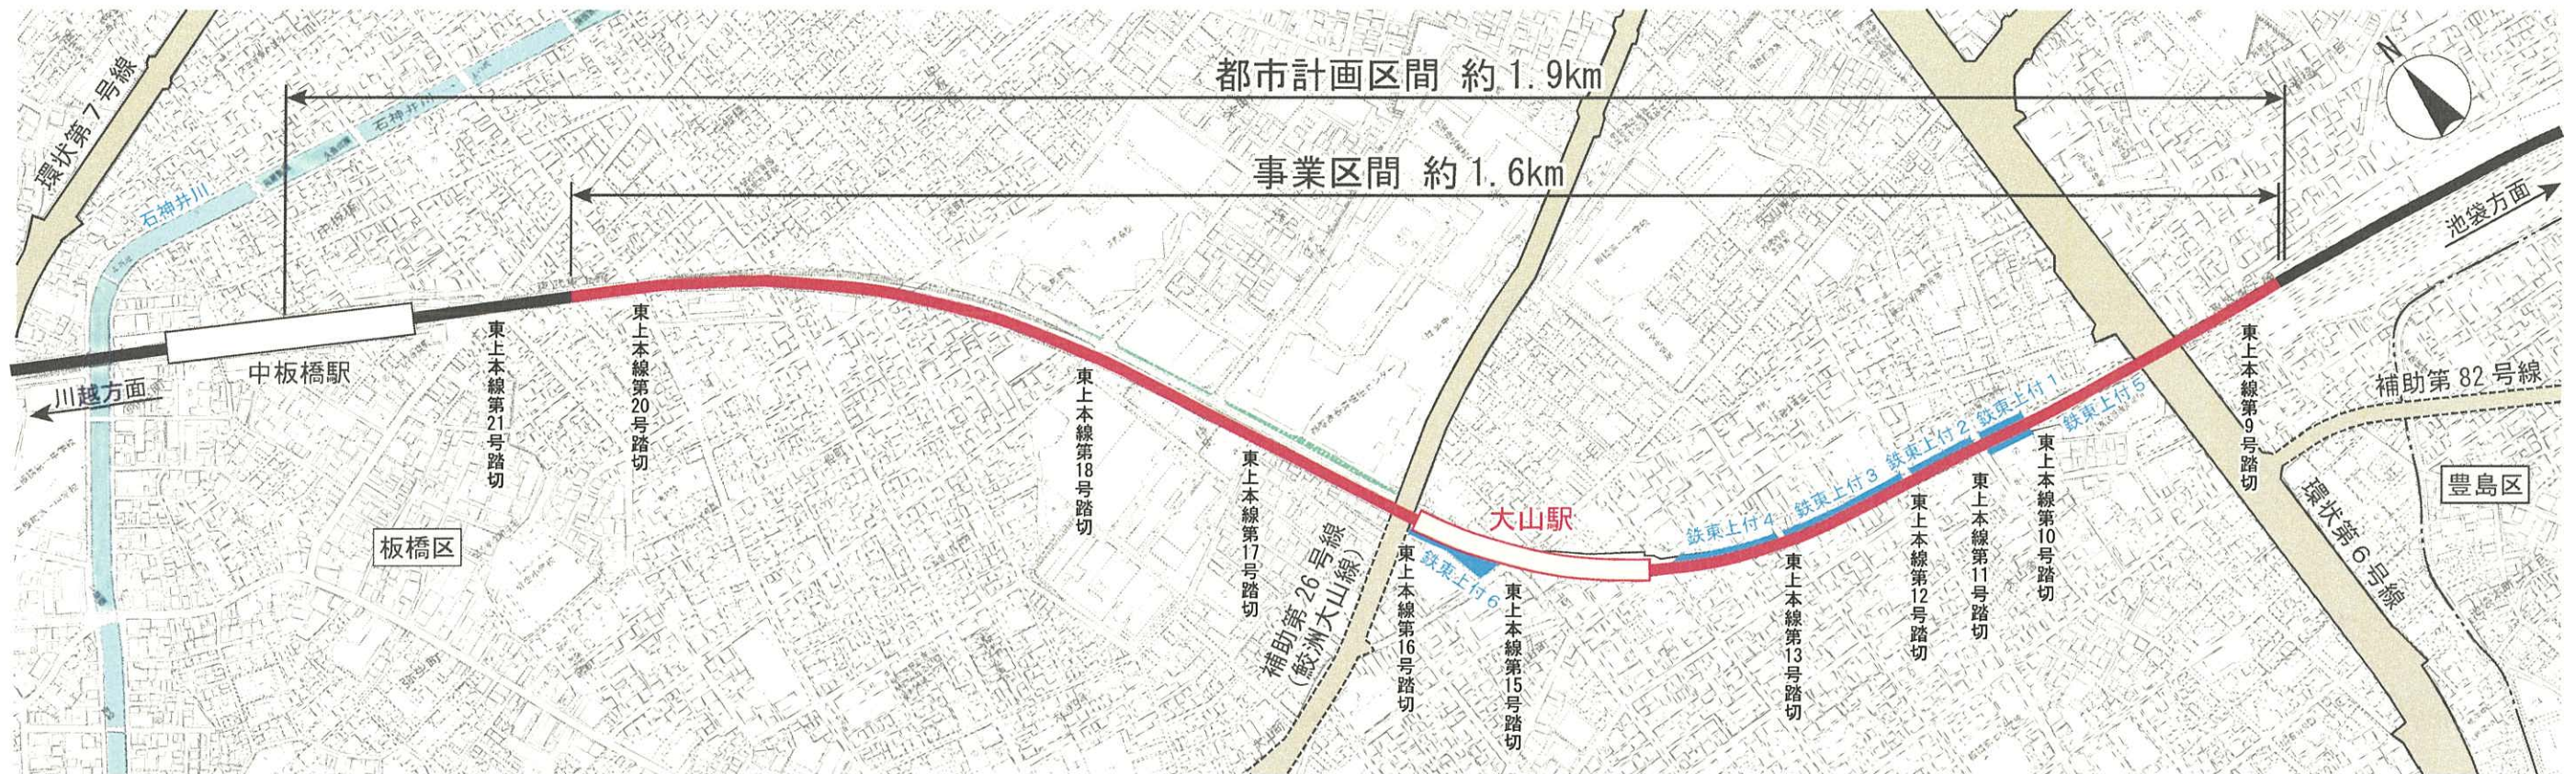 都市計画区間 約1.9km
事業区間 約1.6km
N
環状第7号線
石神井川
石神井川
池袋方面
川越方面
中板橋駅
東上本線第21号踏切
東上本線第20号踏切
東上本線第18号踏切
東上本線第17号踏切
補助第26号線
(鮫洲大山線)
東上本線第16号踏切
大山駅
鉄東上付6
東上本線第15号踏切
鉄東上付4
鉄東上付3
鉄東上付2
鉄東上付1
鉄東上付5
東上本線第13号踏切
東上本線第12号踏切
東上本線第11号踏切
東上本線第10号踏切
東上本線第9号踏切
補助第82号線
環状第6号線
板橋区
豊島区